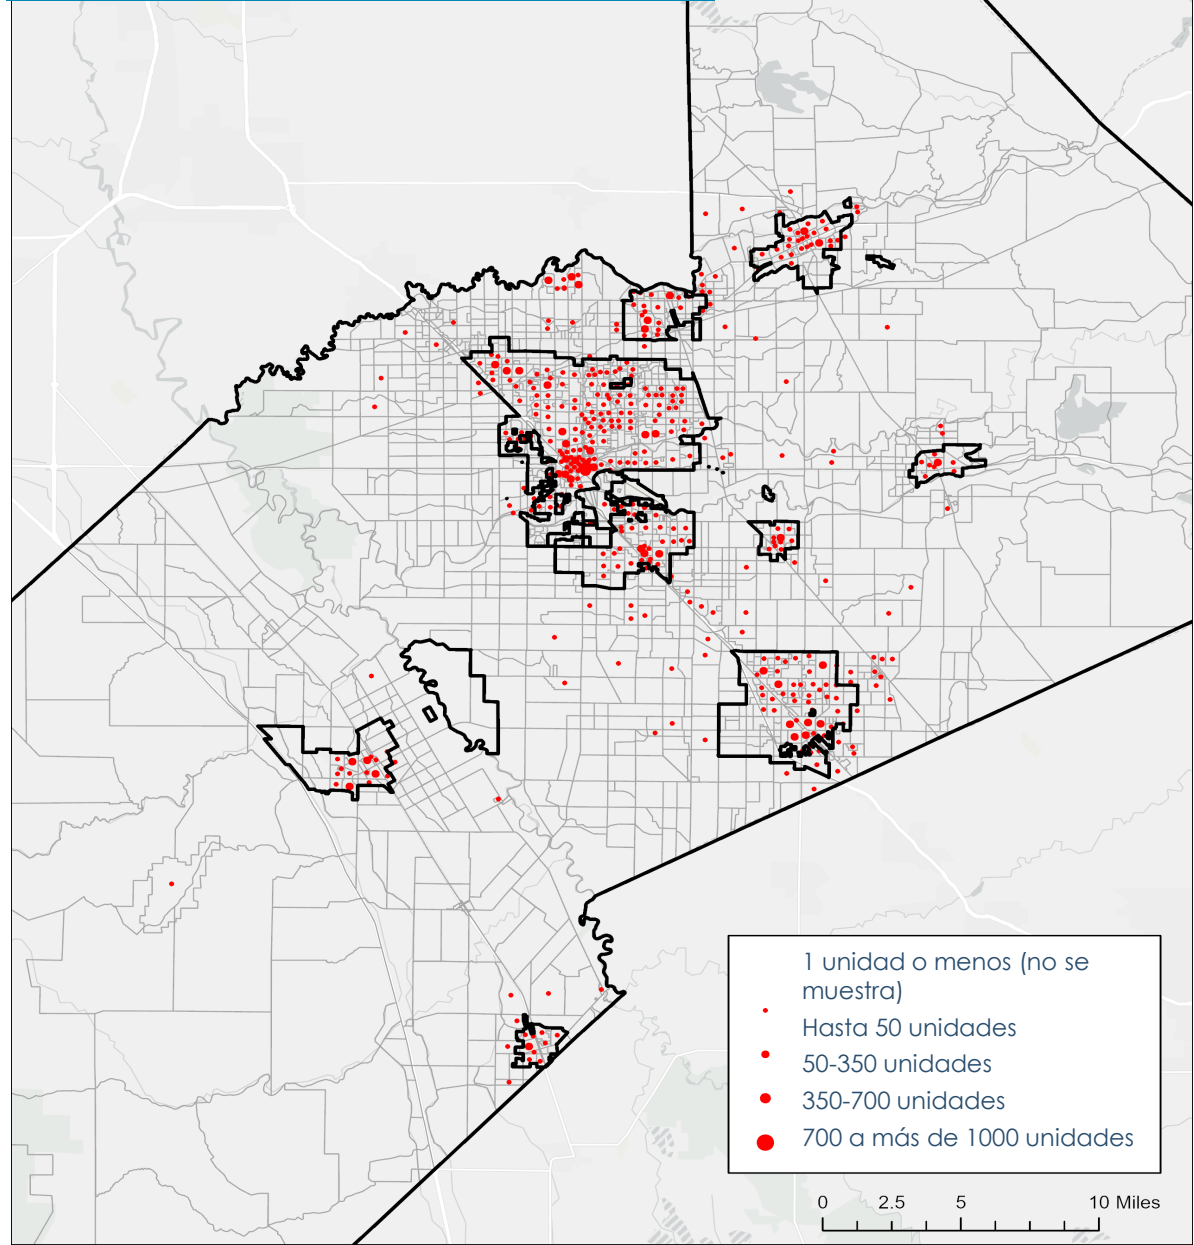 1 unidad o menos (no se
muestra)
Hasta 50 unidades
50-350 unidades
350-700 unidades
700 a más de 1000 unidades
0 2.5 5 10 Miles